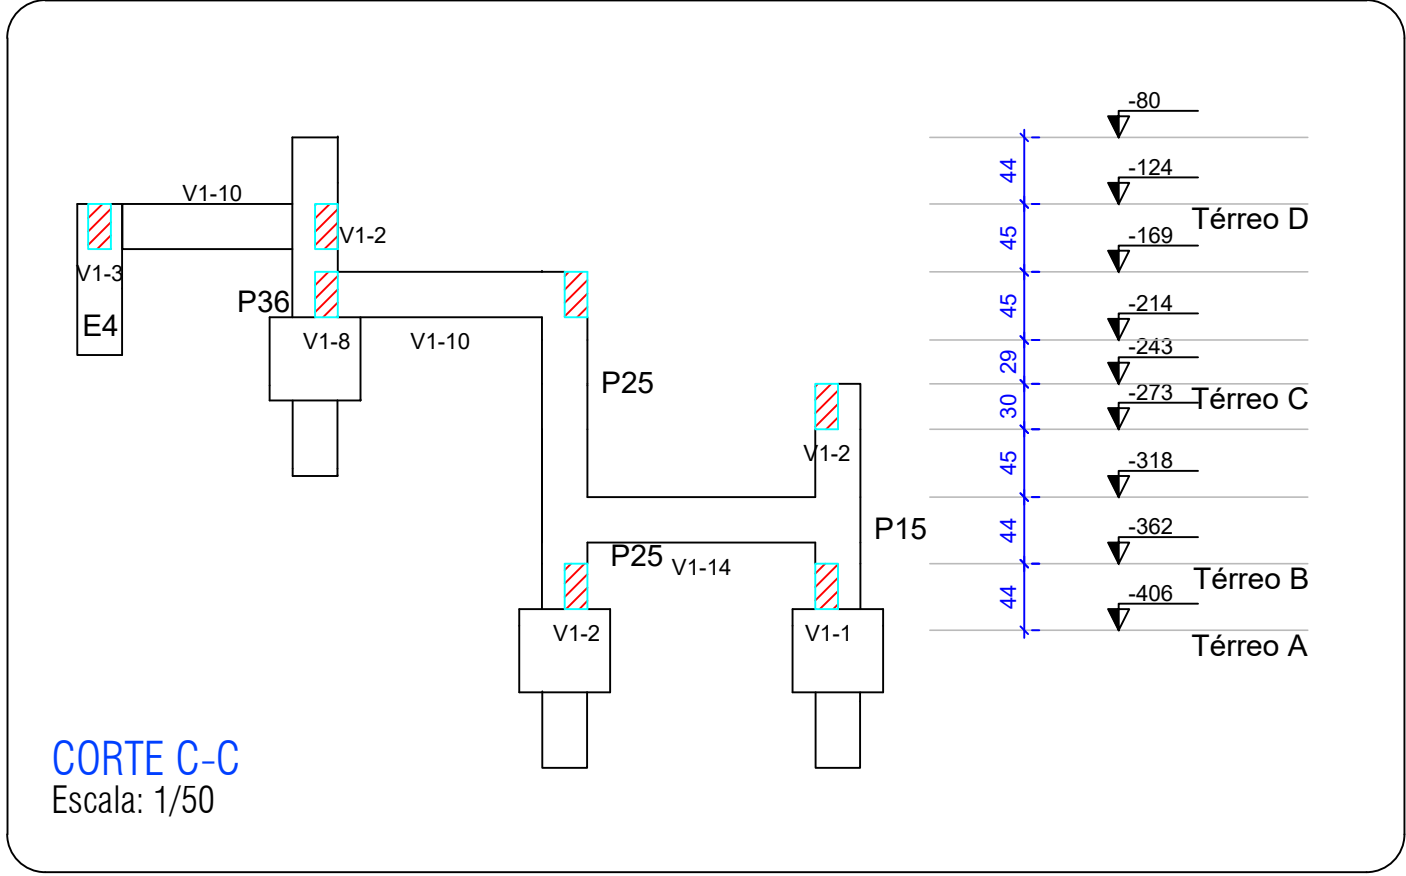 -80
44
-124
V1-10
Térreo D
V1-2
45
-169
V1-3
P36
E4
45
-214
V1-8
V1-10
29
-243
P25
30
-273
Térreo C
V1-2
45
-318
P15
44
-362
P25
V1-14
Térreo B
44
-406
V1-2
V1-1
Térreo A
CORTE C-C
Escala: 1/50